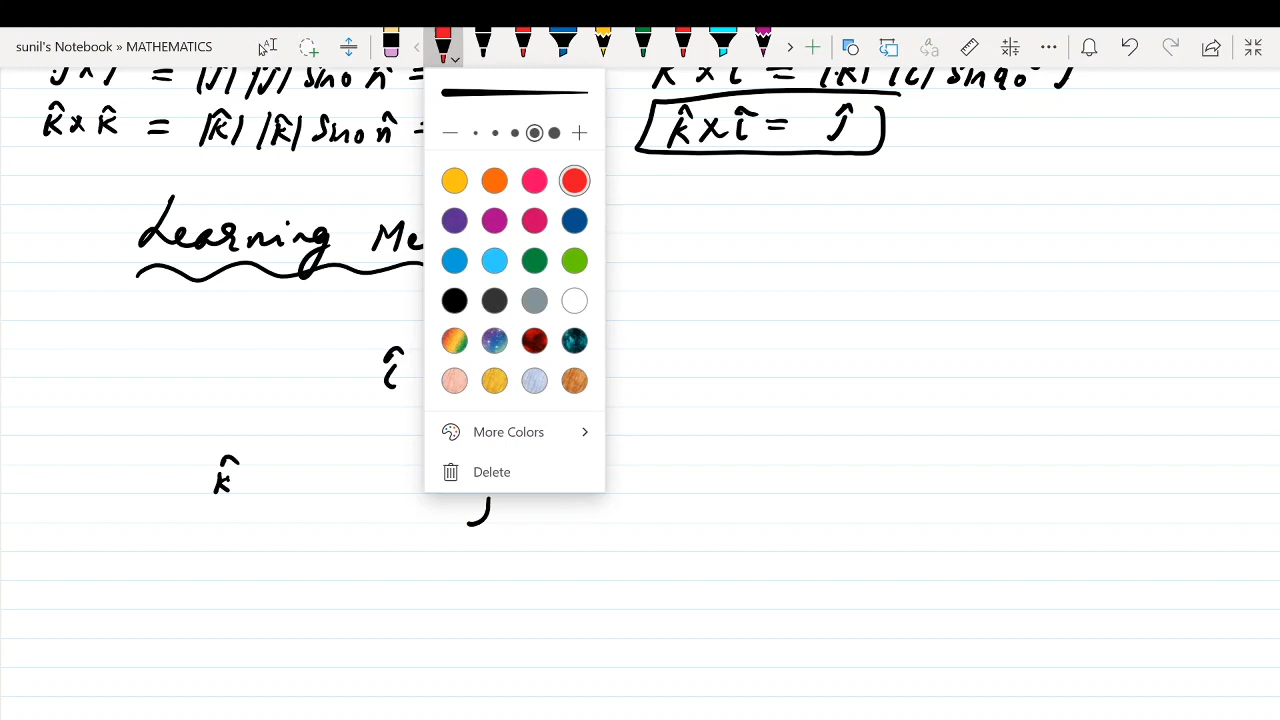 sunil's Notebook » MATHEMATICS
ĵ × ĵ = |ĵ| |ĵ| Sin0 n̂ =
k̂ × î = |k̂| |î| Sin90° ĵ
k̂ × k̂ = |k̂| |k̂| Sin0 n̂ =
k̂ × î = ĵ
Learning Me
î
k̂
More Colors
Delete